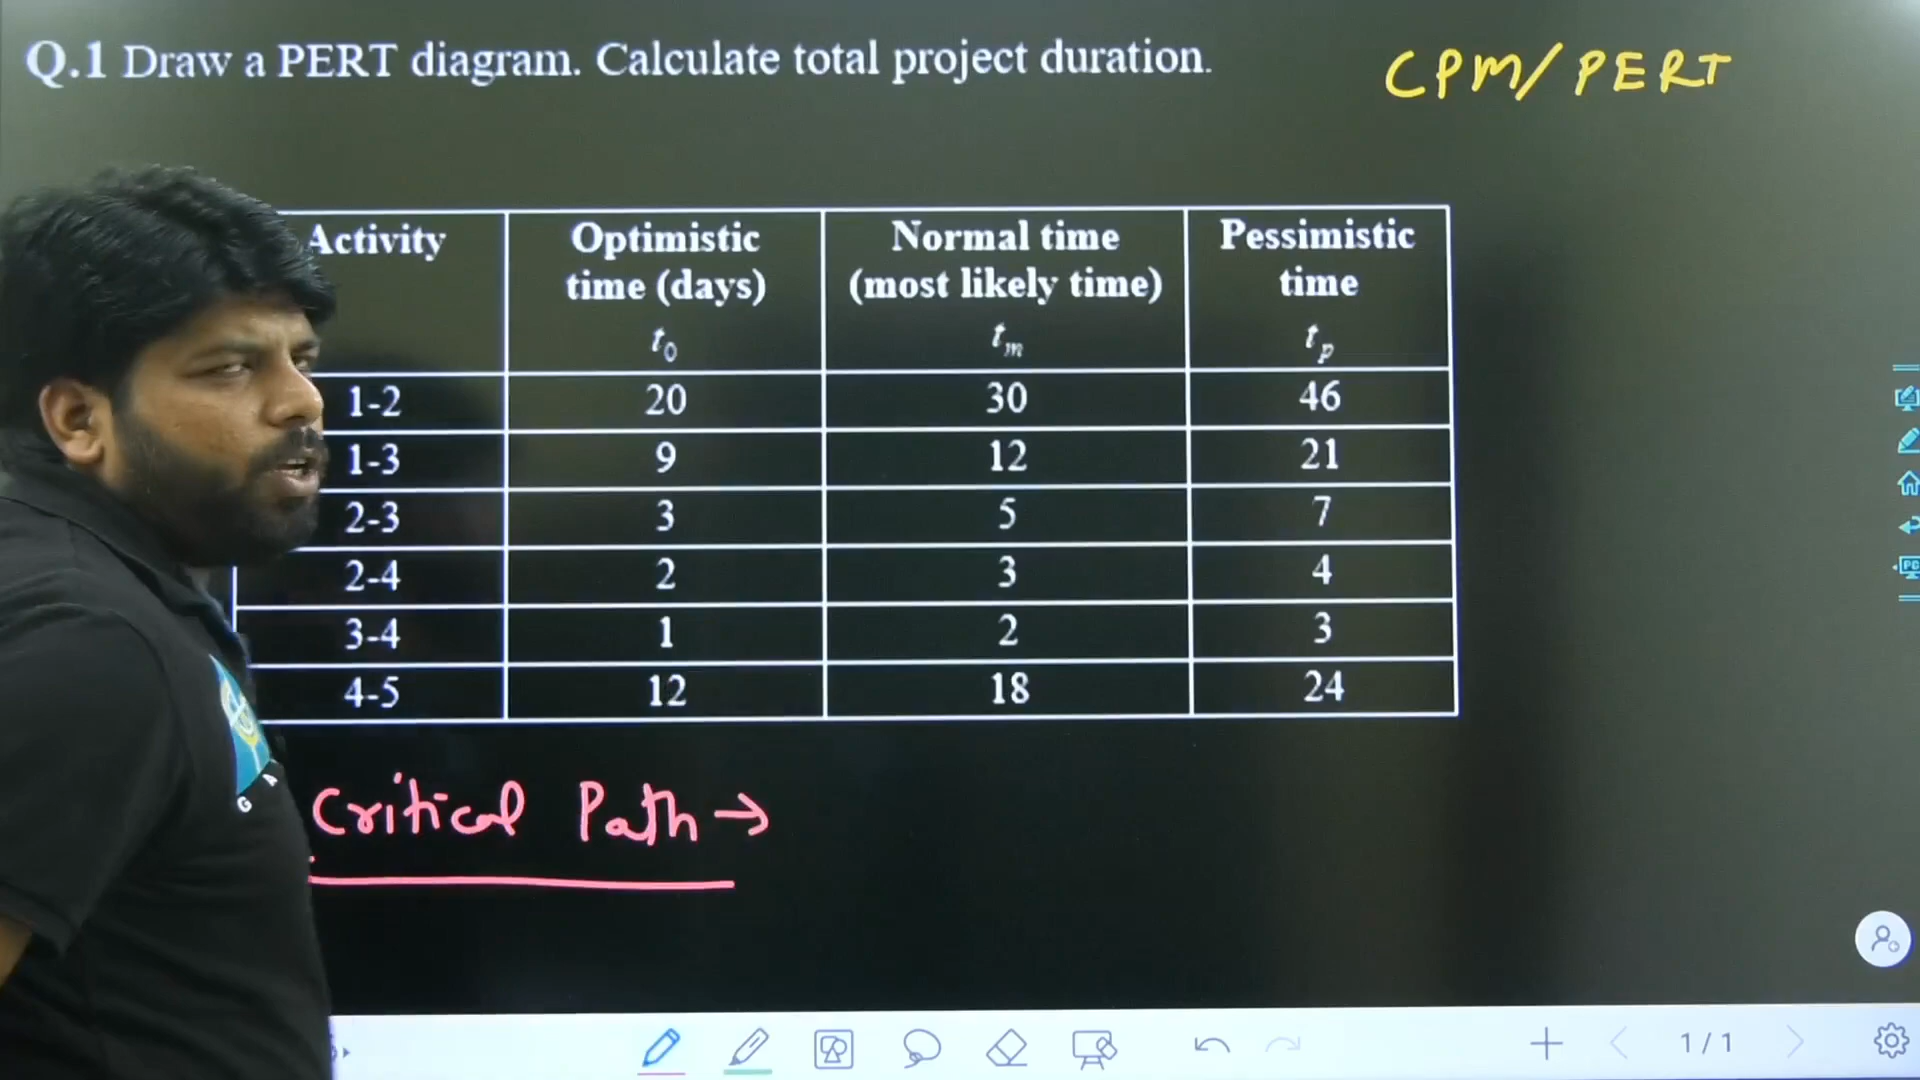 Q.1 Draw a PERT diagram. Calculate total project duration.
CPM/PERT
Activity Optimistic time (days) t0 Normal time (most likely time) tm Pessimistic time tp
1-2 20 30 46
1-3 9 12 21
2-3 3 5 7
2-4 2 3 4
3-4 1 2 3
4-5 12 18 24
Critical Path →
G A
1 / 1